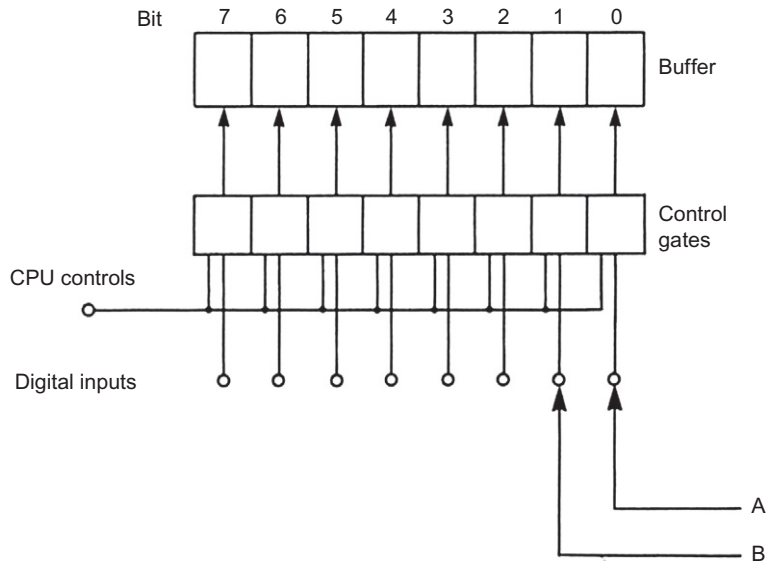 Bit 7 6 5 4 3 2 1 0
Buffer
Control
gates
CPU controls
Digital inputs
A
B